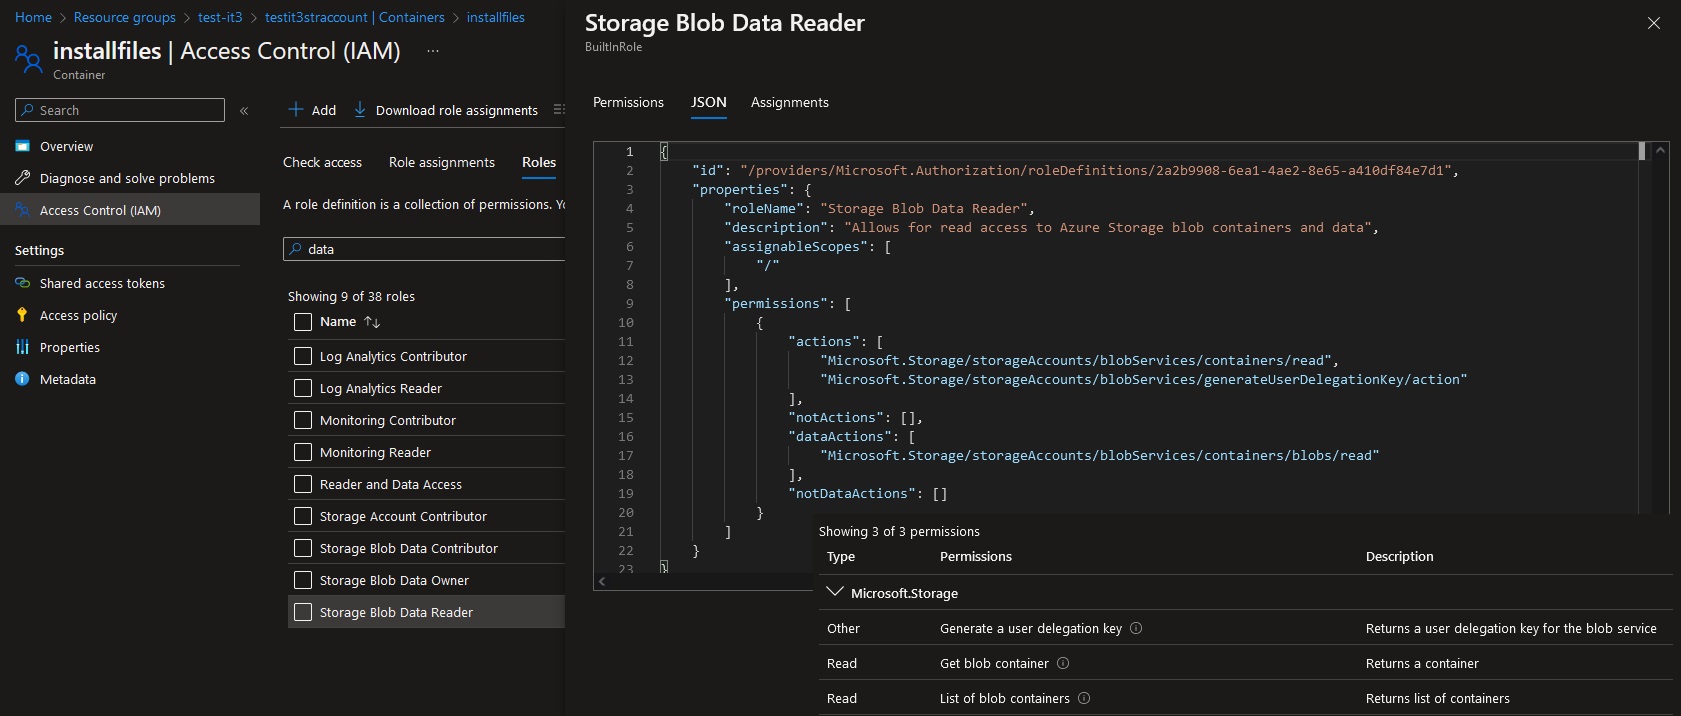 Home > Resource groups > test-it3 > testit3straccount | Containers > installfiles
installfiles | Access Control (IAM) ...
Container
Search
«
Overview
Diagnose and solve problems
Access Control (IAM)
Settings
Shared access tokens
Access policy
Properties
Metadata
+ Add
Download role assignments
Check access
Role assignments
Roles
A role definition is a collection of permissions. Yo
data
Showing 9 of 38 roles
Name ↑↓
Log Analytics Contributor
Log Analytics Reader
Monitoring Contributor
Monitoring Reader
Reader and Data Access
Storage Account Contributor
Storage Blob Data Contributor
Storage Blob Data Owner
Storage Blob Data Reader
Storage Blob Data Reader
BuiltInRole
Permissions
JSON
Assignments
1 {
2 "id": "/providers/Microsoft.Authorization/roleDefinitions/2a2b9908-6ea1-4ae2-8e65-a410df84e7d1",
3 "properties": {
4 "roleName": "Storage Blob Data Reader",
5 "description": "Allows for read access to Azure Storage blob containers and data",
6 "assignableScopes": [
7 "/"
8 ],
9 "permissions": [
10 {
11 "actions": [
12 "Microsoft.Storage/storageAccounts/blobServices/containers/read",
13 "Microsoft.Storage/storageAccounts/blobServices/generateUserDelegationKey/action"
14 ],
15 "notActions": [],
16 "dataActions": [
17 "Microsoft.Storage/storageAccounts/blobServices/containers/blobs/read"
18 ],
19 "notDataActions": []
20 }
21 ]
22 }
23 }
Showing 3 of 3 permissions
Type Permissions Description
Microsoft.Storage
Other Generate a user delegation key Returns a user delegation key for the blob service
Read Get blob container Returns a container
Read List of blob containers Returns list of containers